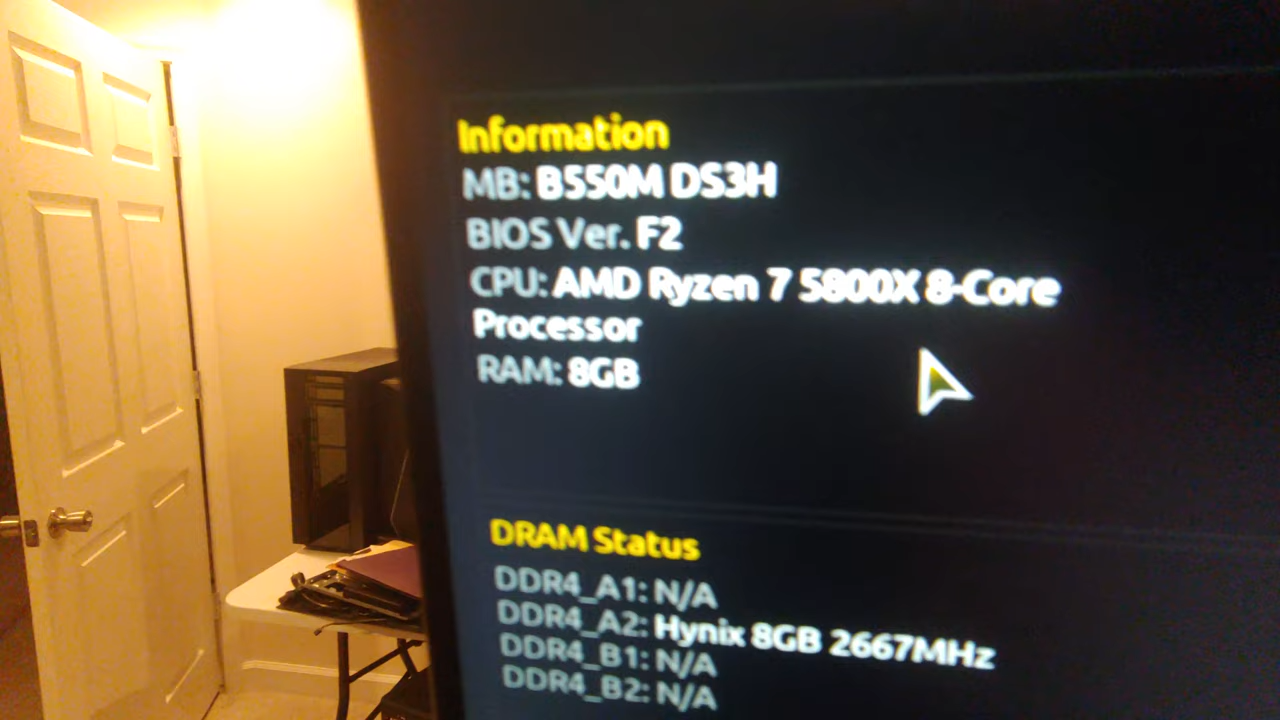 Information
MB: B550M DS3H
BIOS Ver. F2
CPU: AMD Ryzen 7 5800X 8-Core
Processor
RAM: 8GB
DRAM Status
DDR4_A1: N/A
DDR4_A2: Hynix 8GB 2667MHz
DDR4_B1: N/A
DDR4_B2: N/A